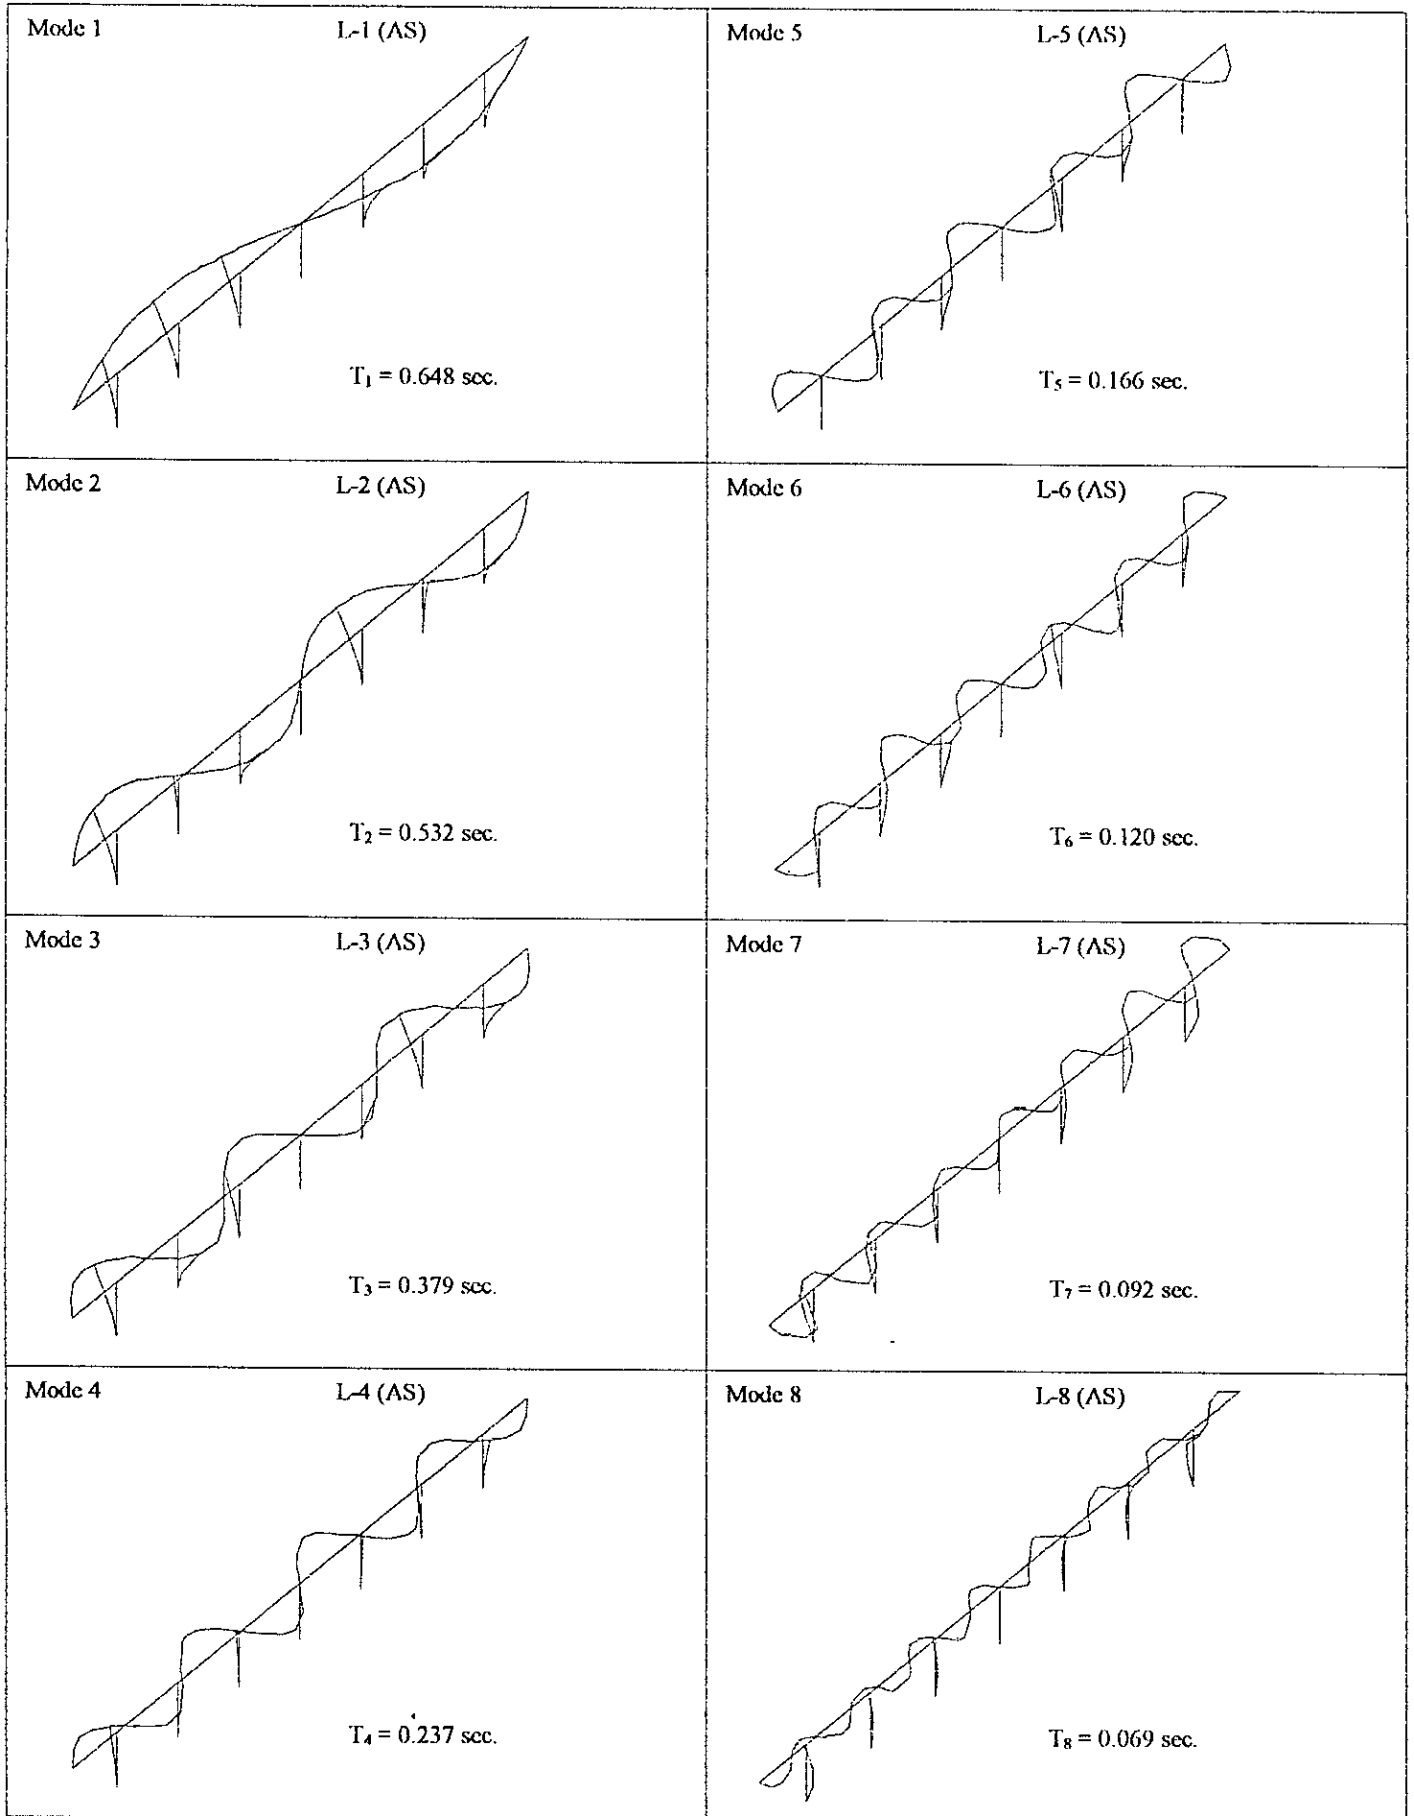 Mode 1 L-1 (AS)
T₁ = 0.648 sec.
Mode 2 L-2 (AS)
T₂ = 0.532 sec.
Mode 3 L-3 (AS)
T₃ = 0.379 sec.
Mode 4 L-4 (AS)
T₄ = 0.237 sec.
Mode 5 L-5 (AS)
T₅ = 0.166 sec.
Mode 6 L-6 (AS)
T₆ = 0.120 sec.
Mode 7 L-7 (AS)
T₇ = 0.092 sec.
Mode 8 L-8 (AS)
T₈ = 0.069 sec.